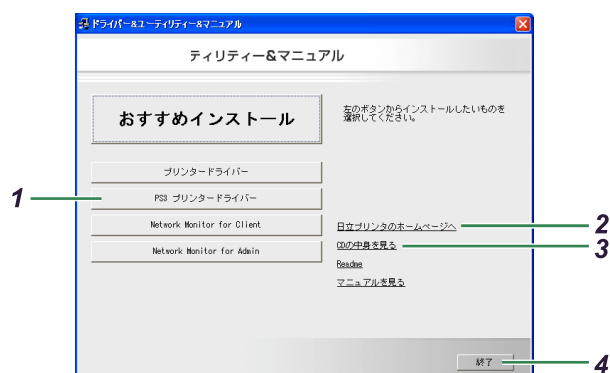 ドライバー&ユーティリティー&マニュアル
ティリティー&マニュアル
おすすめインストール
左のボタンからインストールしたいものを
選択してください。
プリンタードライバー
1
PS3 プリンタードライバー
Network Monitor for Client
日立プリンタのホームページへ
2
Network Monitor for Admin
CDの中身を見る
3
Readme
マニュアルを見る
終了
4